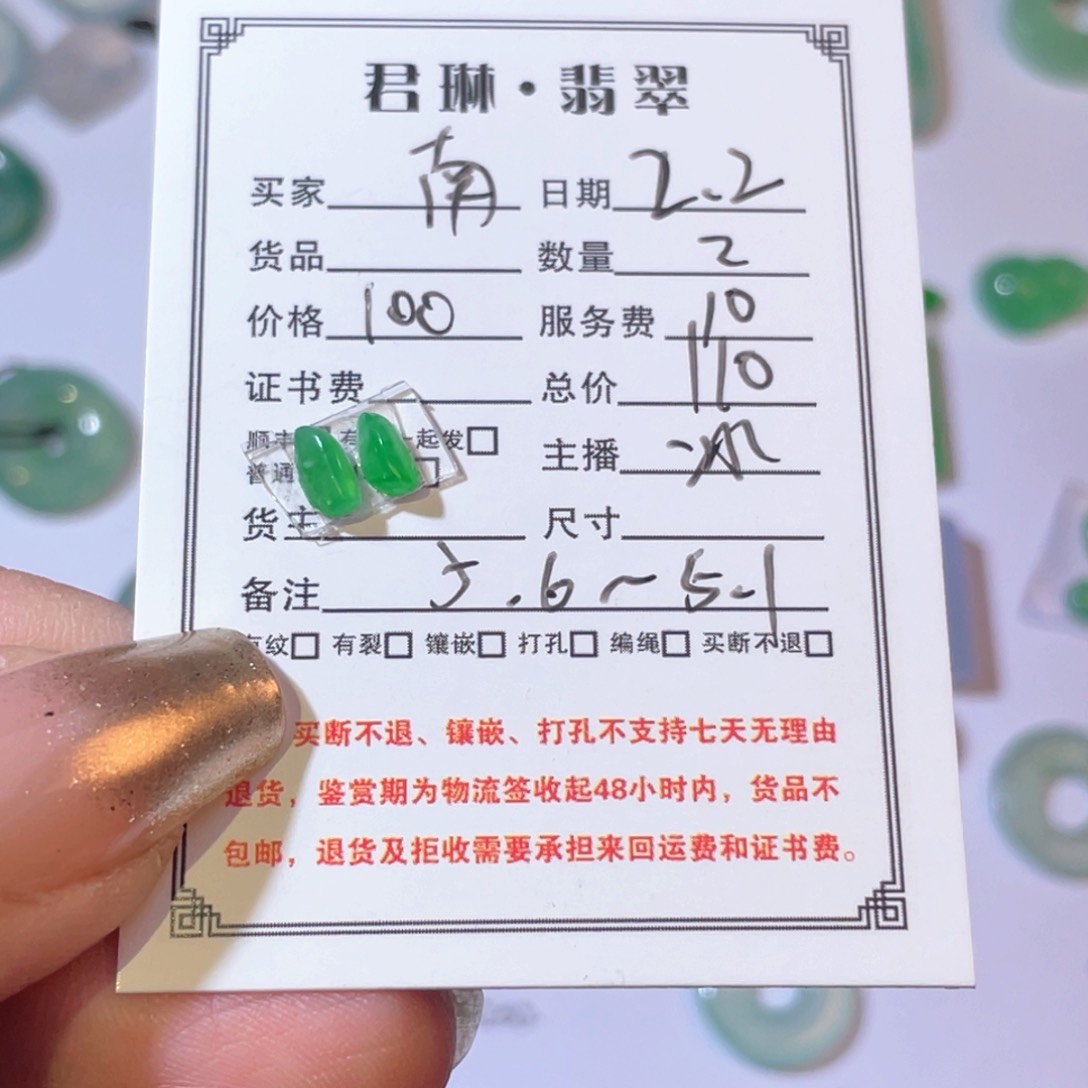 君琳·翡翠
买家 南 日期 2.2
货品 数量 2
价格 100 服务费 10
证书费 总价 110
顺丰 有 一起发
普通 主播
货主 尺寸
备注 5.6~5.1
纹 有裂 镶嵌 打孔 编绳 买断不退
买断不退、镶嵌、打孔不支持七天无理由
退货，鉴赏期为物流签收起48小时内，货品不
包邮，退货及拒收需要承担来回运费和证书费。